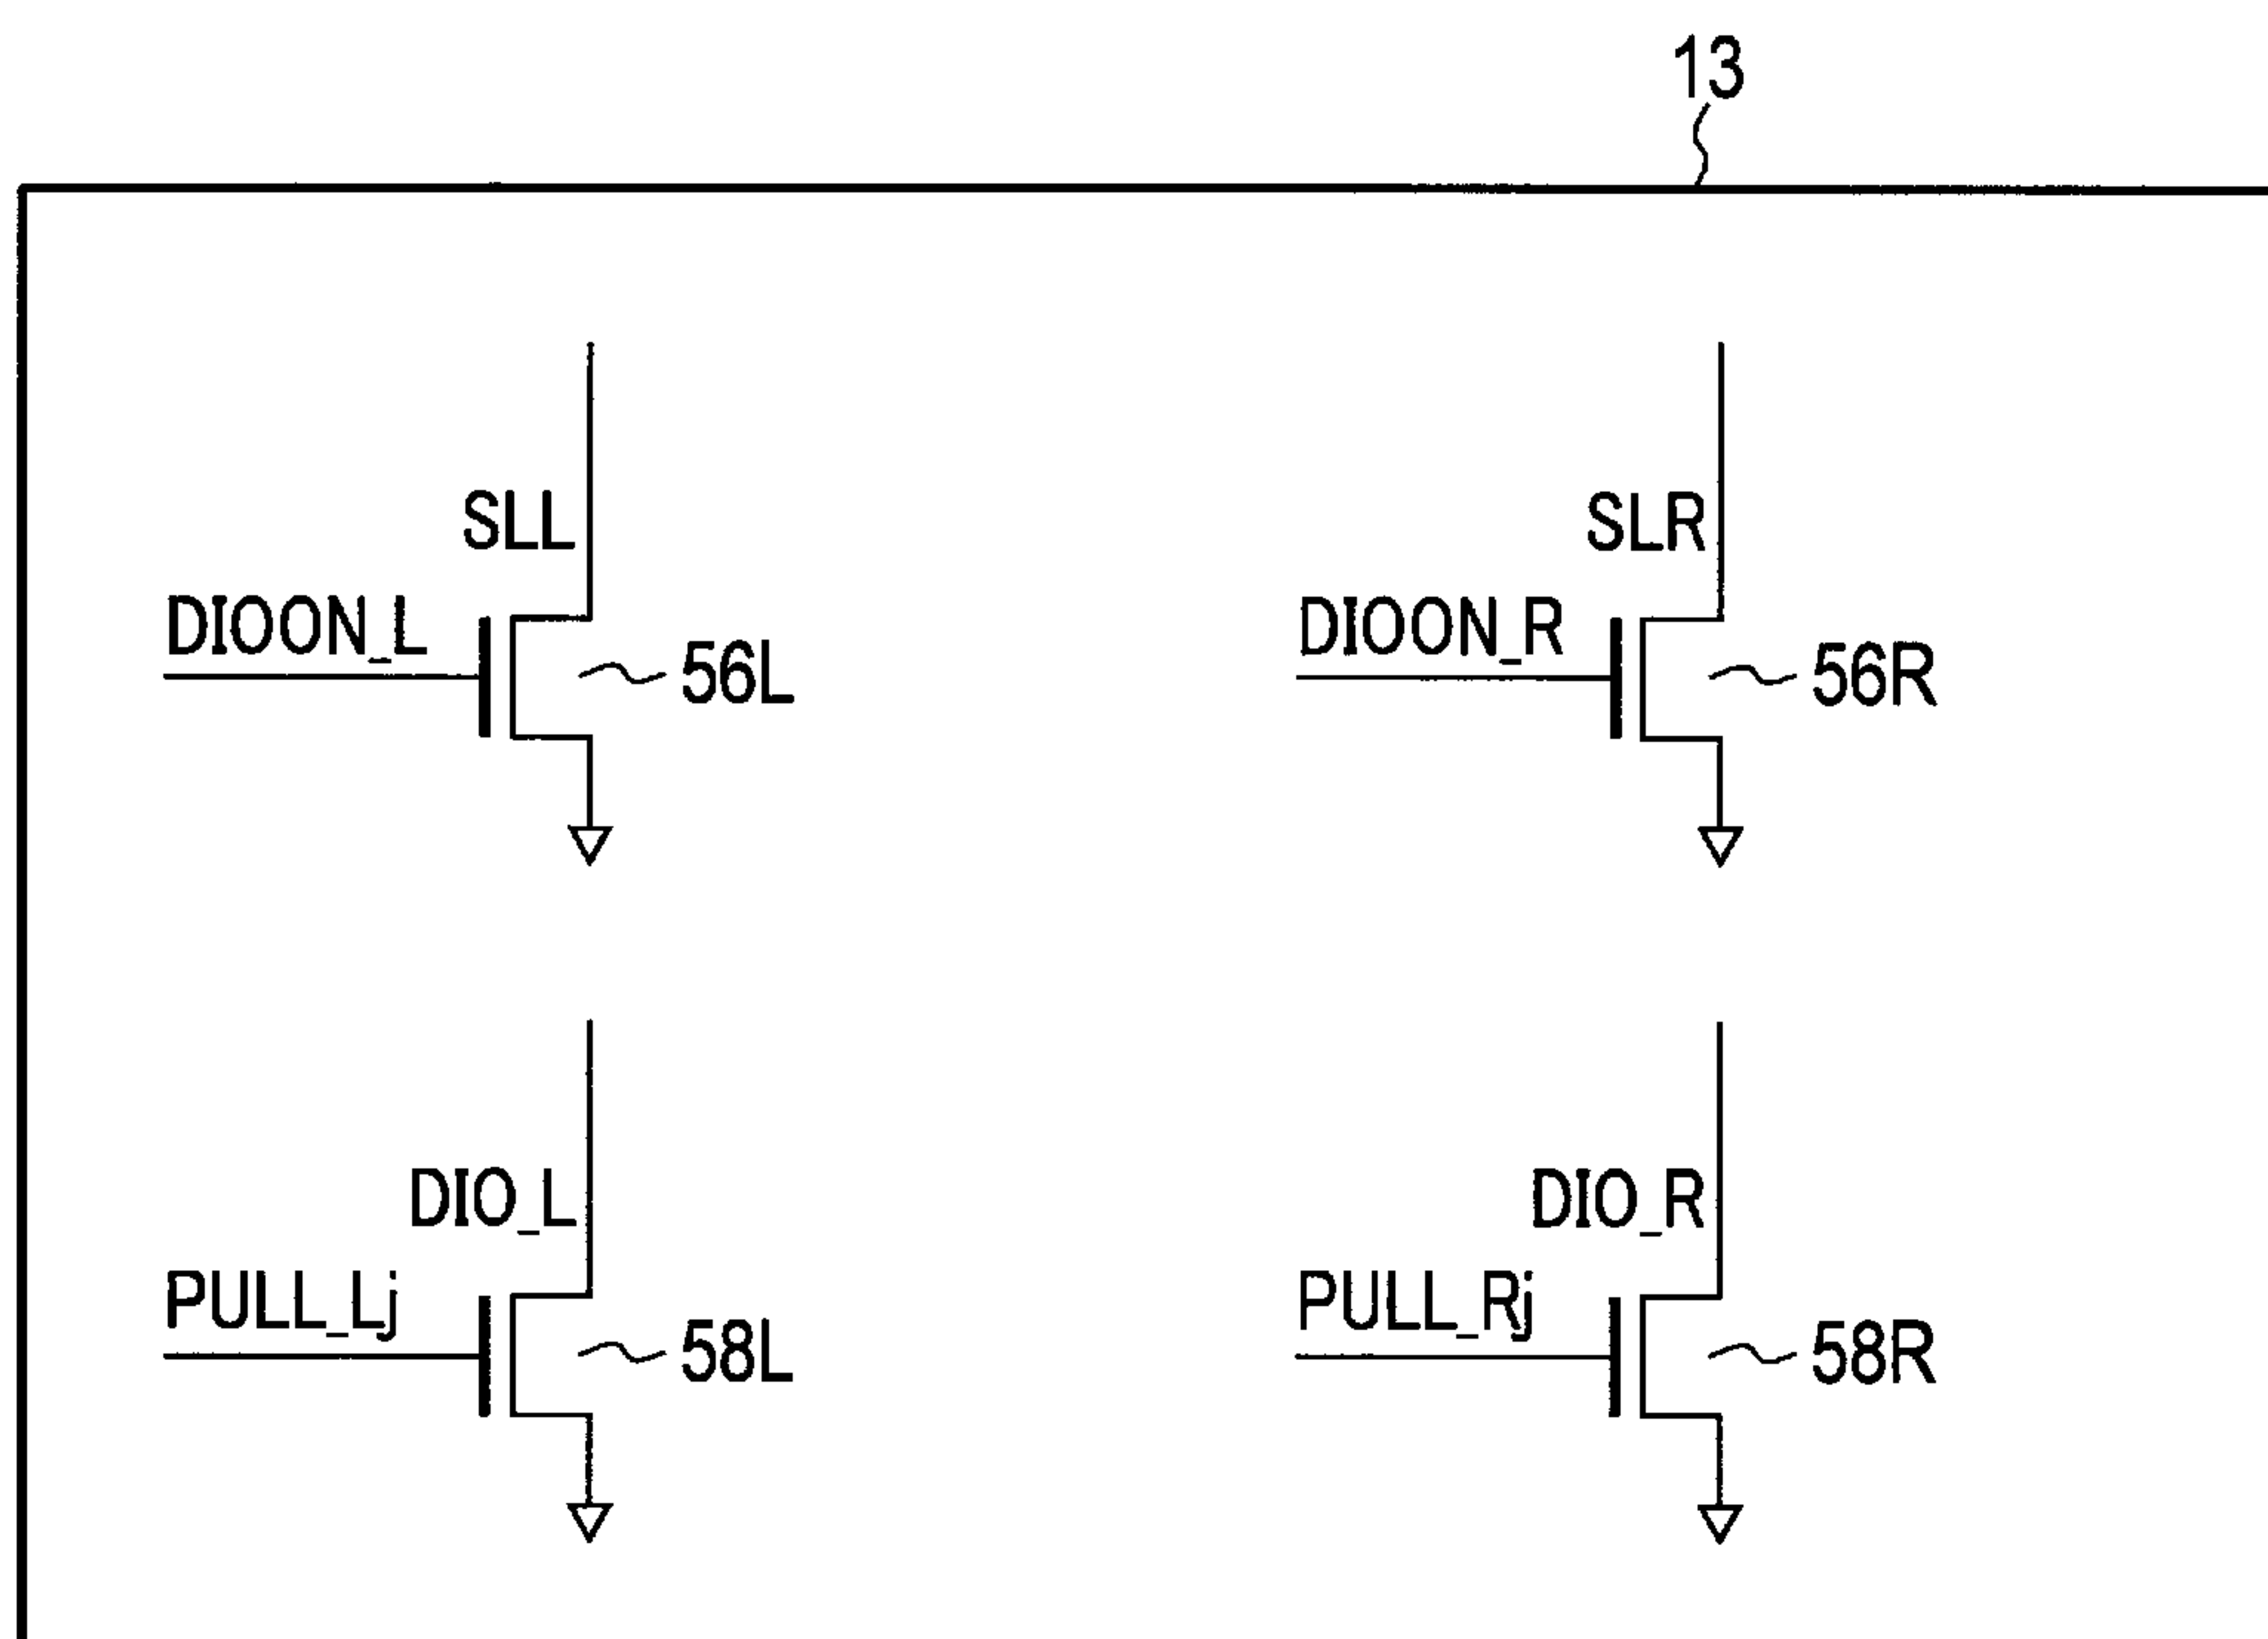 13
SLL
SLR
DIOON_L
DIOON_R
56L
56R
DIO_L
DIO_R
PULL_Lj
PULL_Rj
58L
58R